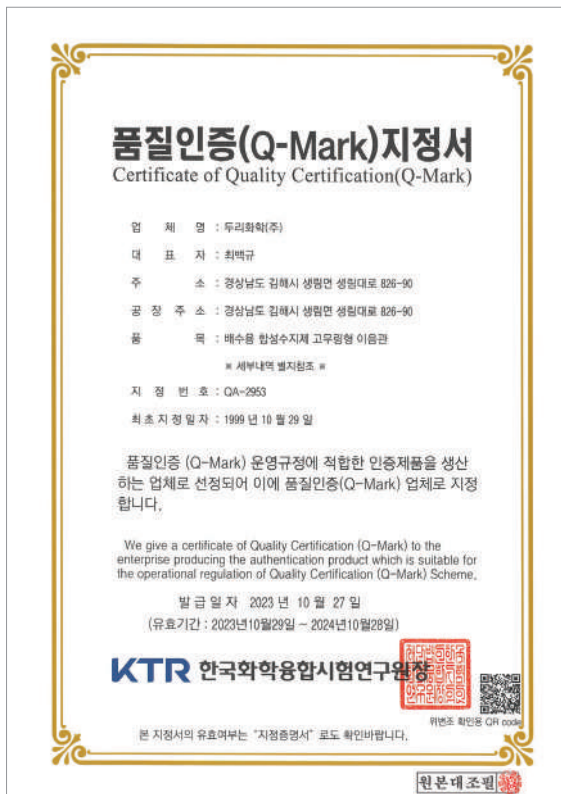 품질인증(Q-Mark)지정서
Certificate of Quality Certification(Q-Mark)
업 체 명 : 두리화학(주)
대 표 자 : 최백규
주 소 : 경상남도 김해시 생림면 생림대로 826-90
공 장 주 소 : 경상남도 김해시 생림면 생림대로 826-90
품 목 : 배수용 합성수지제 고무링형 이음관
※ 세부내역 별지참조 ※
지 정 번 호 : QA-2953
최초지정일자 : 1999 년 10 월 29 일
품질인증 (Q-Mark) 운영규정에 적합한 인증제품을 생산
하는 업체로 선정되어 이에 품질인증(Q-Mark) 업체로 지정
합니다.
We give a certificate of Quality Certification (Q-Mark) to the
enterprise producing the authentication product which is suitable for
the operational regulation of Quality Certification (Q-Mark) Scheme.
발급일자 2023 년 10 월 27 일
(유효기간 : 2023년10월29일 ~ 2024년10월28일)
KTR 한국화학융합시험연구원장
위변조 확인용 QR code
본 지정서의 유효여부는 "지정증명서" 로도 확인바랍니다.
원본대조필